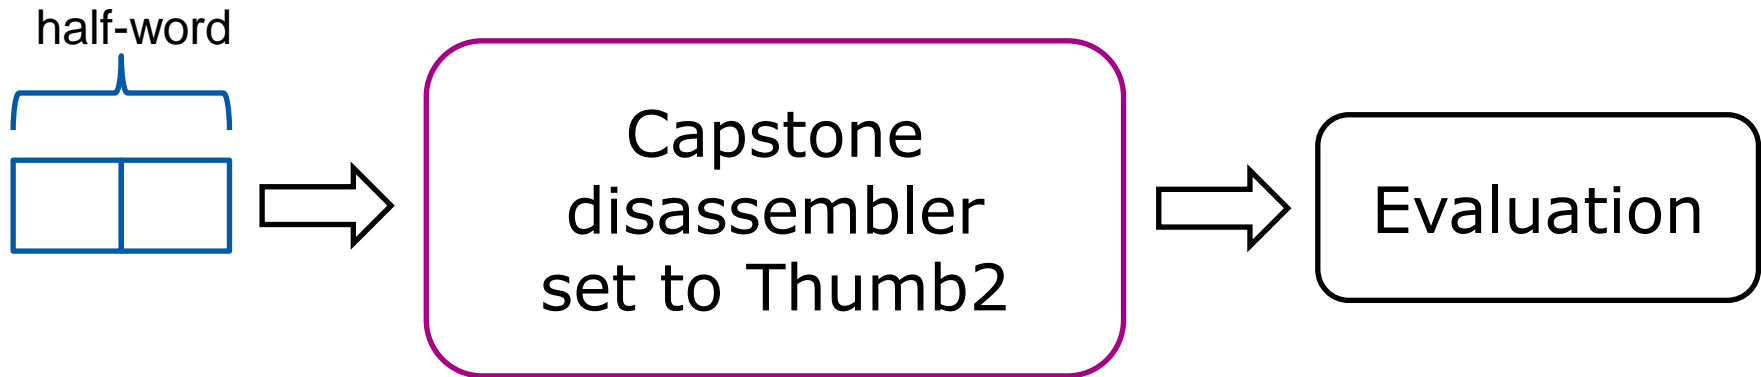 half-word
Capstone
disassembler
set to Thumb2
Evaluation